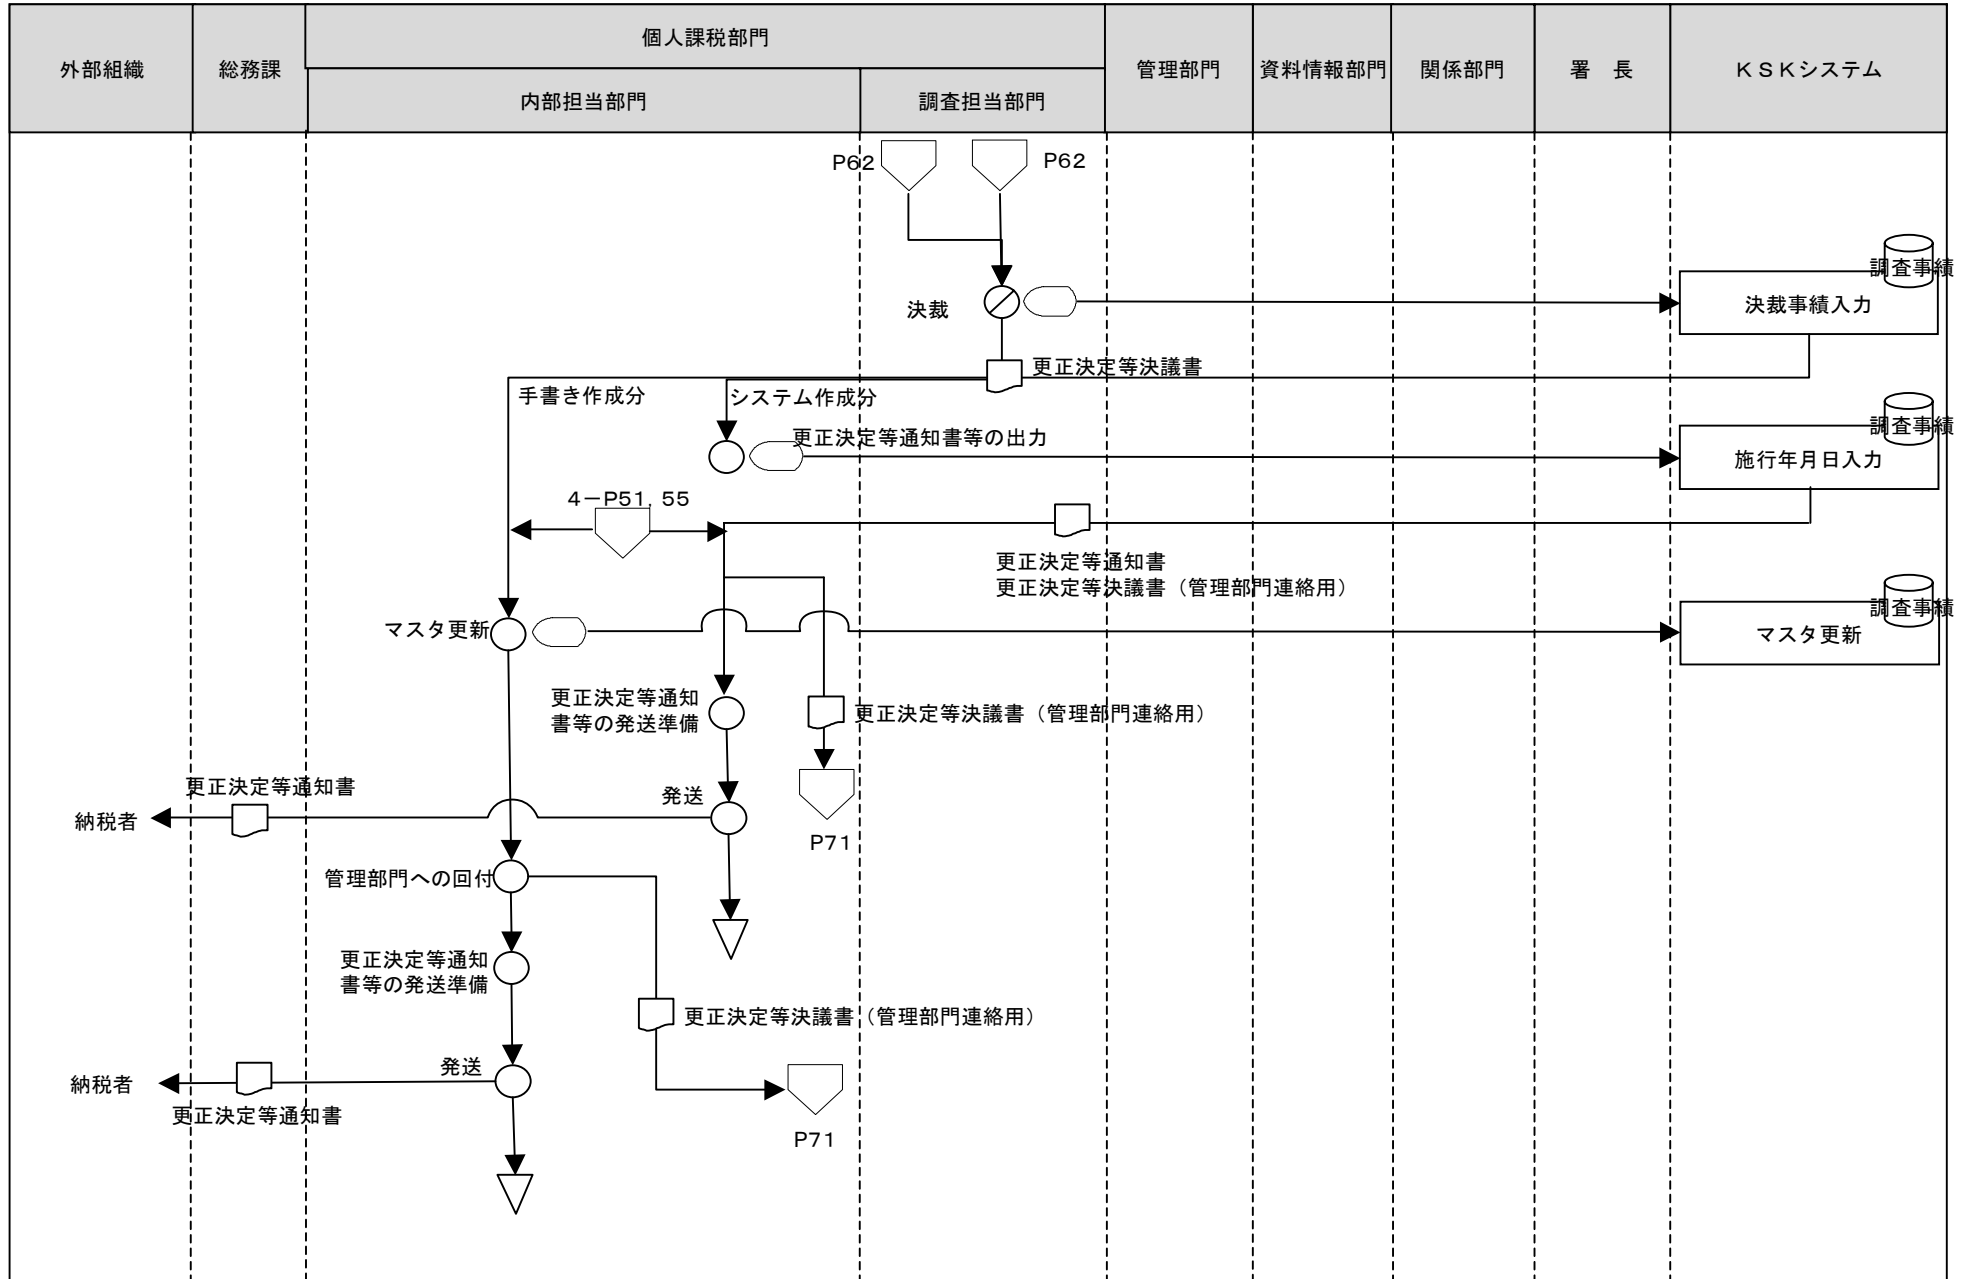 個人課税部門
外部組織
総務課
管理部門
資料情報部門
関係部門
署　長
ＫＳＫシステム
内部担当部門
調査担当部門
P62
P62
調査事績
決裁
決裁事績入力
更正決定等決議書
手書き作成分
システム作成分
調査事績
更正決定等通知書等の出力
施行年月日入力
4－P51, 55
更正決定等通知書
更正決定等決議書（管理部門連絡用）
調査事績
マスタ更新
マスタ更新
更正決定等通知
書等の発送準備
更正決定等決議書（管理部門連絡用）
更正決定等通知書
発送
納税者
P71
管理部門への回付
更正決定等通知
書等の発送準備
更正決定等決議書（管理部門連絡用）
発送
納税者
更正決定等通知書
P71